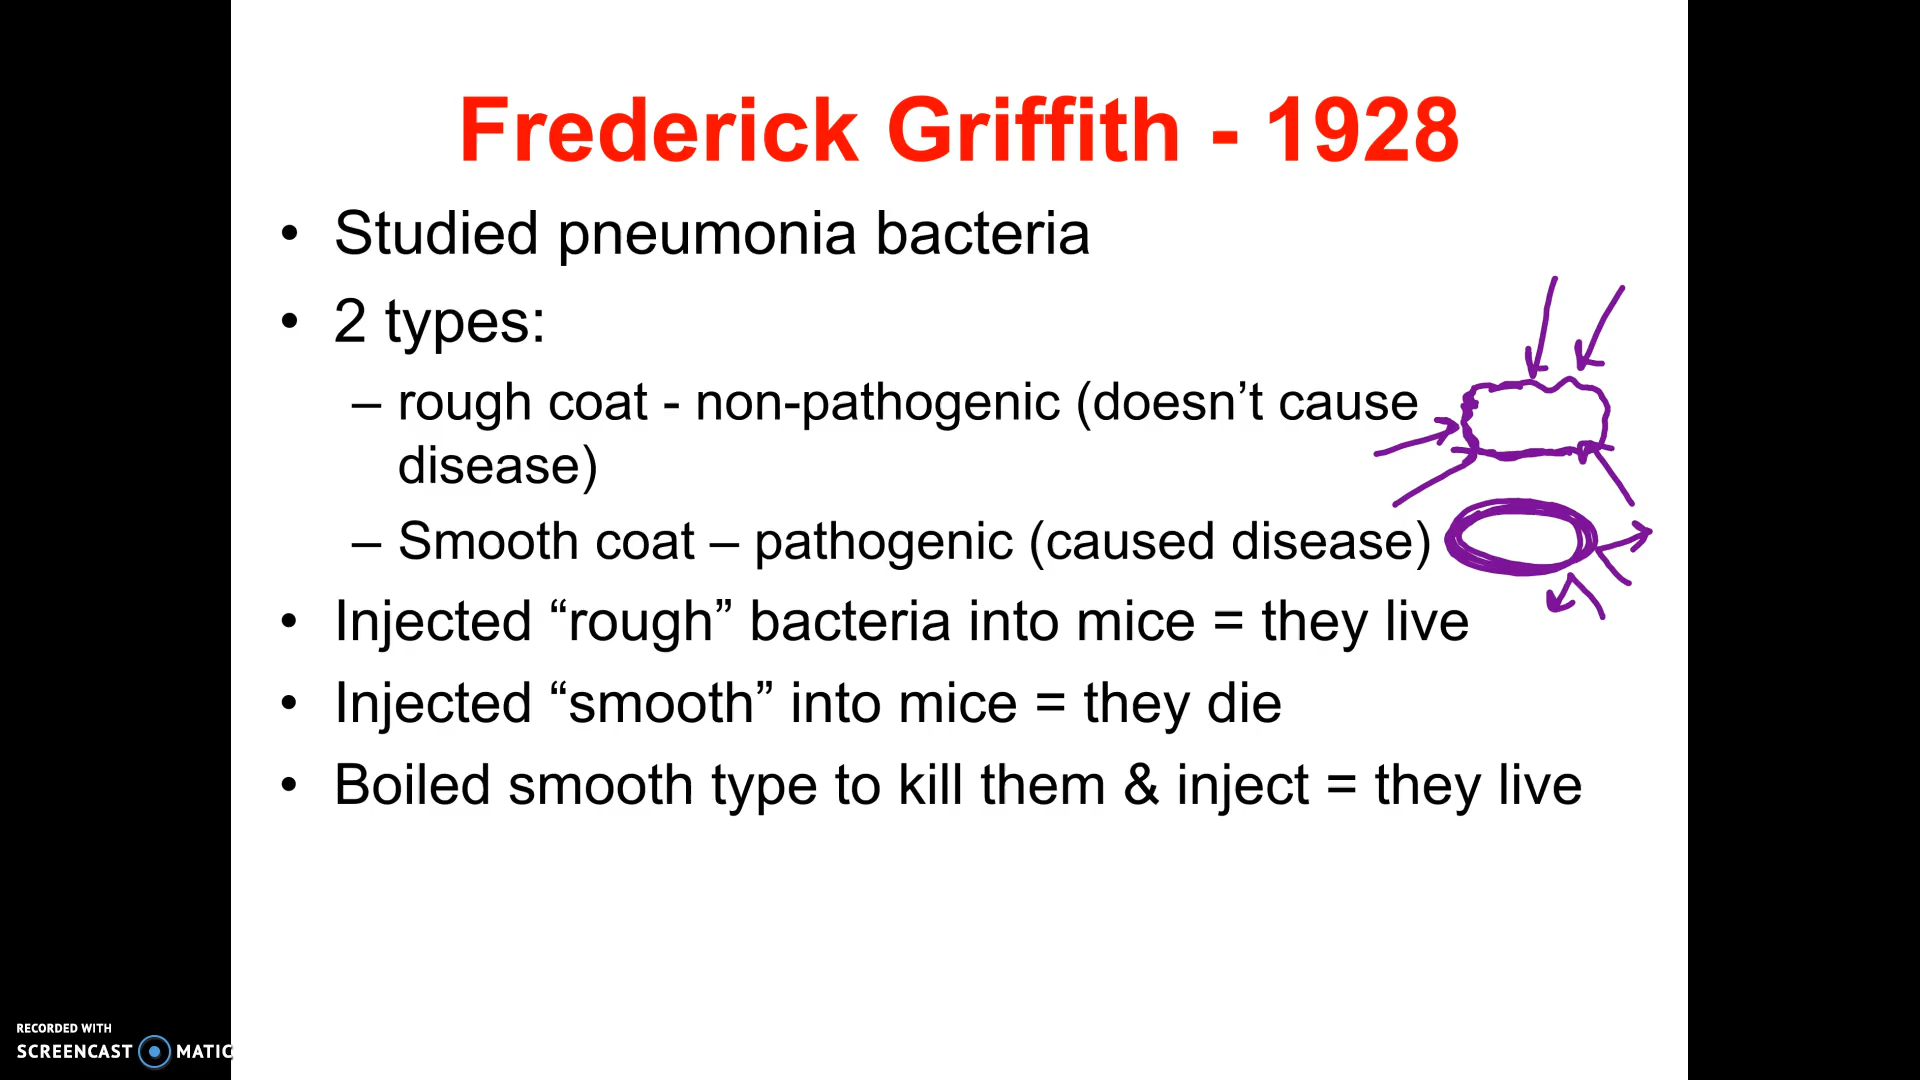 Frederick Griffith - 1928
• Studied pneumonia bacteria
• 2 types:
– rough coat - non-pathogenic (doesn’t cause
disease)
– Smooth coat – pathogenic (caused disease)
• Injected “rough” bacteria into mice = they live
• Injected “smooth” into mice = they die
• Boiled smooth type to kill them & inject = they live
RECORDED WITH
SCREENCAST MATIC